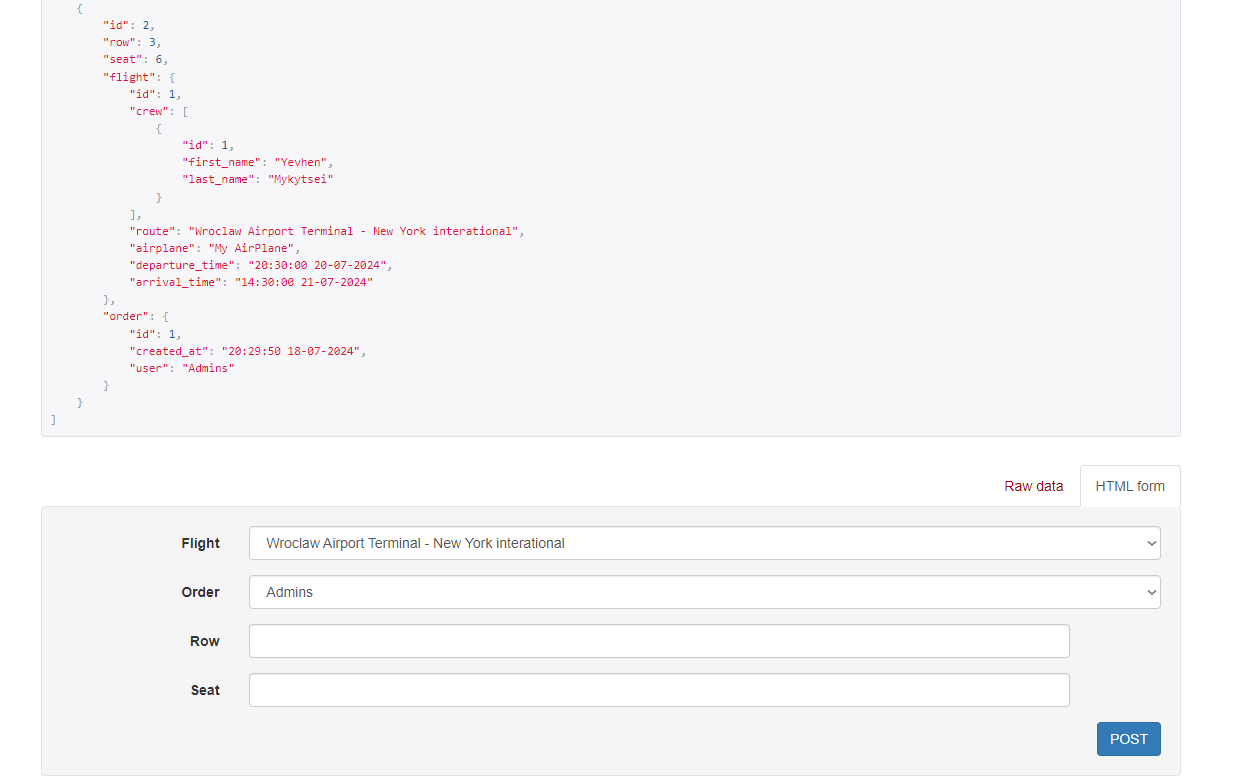 {
"id": 2,
"row": 3,
"seat": 6,
"flight": {
"id": 1,
"crew": [
{
"id": 1,
"first_name": "Yevhen",
"last_name": "Mykytsei"
}
],
"route": "Wroclaw Airport Terminal - New York interational",
"airplane": "My AirPlane",
"departure_time": "20:30:00 20-07-2024",
"arrival_time": "14:30:00 21-07-2024"
},
"order": {
"id": 1,
"created_at": "20:29:50 18-07-2024",
"user": "Admins"
}
}
]
Raw data HTML form
Flight Wroclaw Airport Terminal - New York interational
Order Admins
Row
Seat
POST